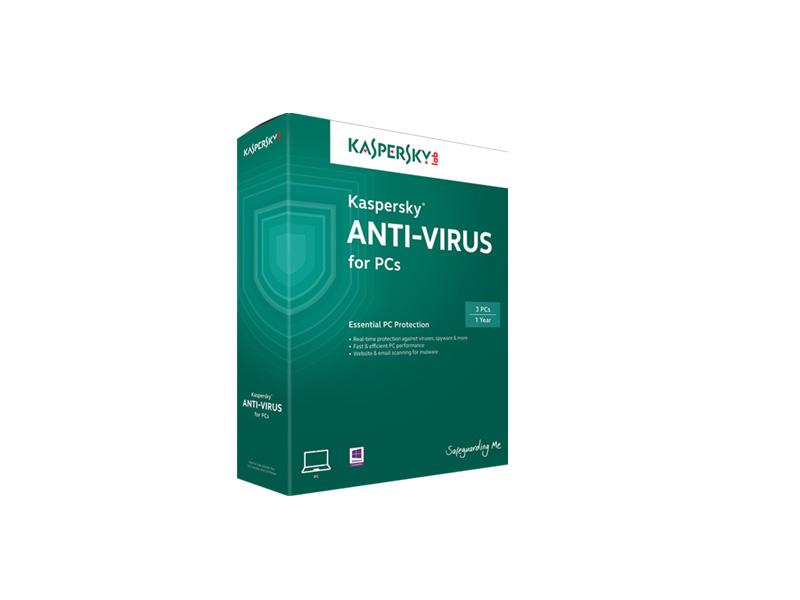 KASPERSKY lab
KASPERSKY
Kaspersky®
ANTI-VIRUS
for PCs
3 PCs
1 Year
Essential PC Protection
• Real-time protection against viruses, spyware & more
• Fast & efficient PC performance
• Website & email scanning for malware
Kaspersky®
ANTI-VIRUS
for PCs
Safeguarding Me
PC